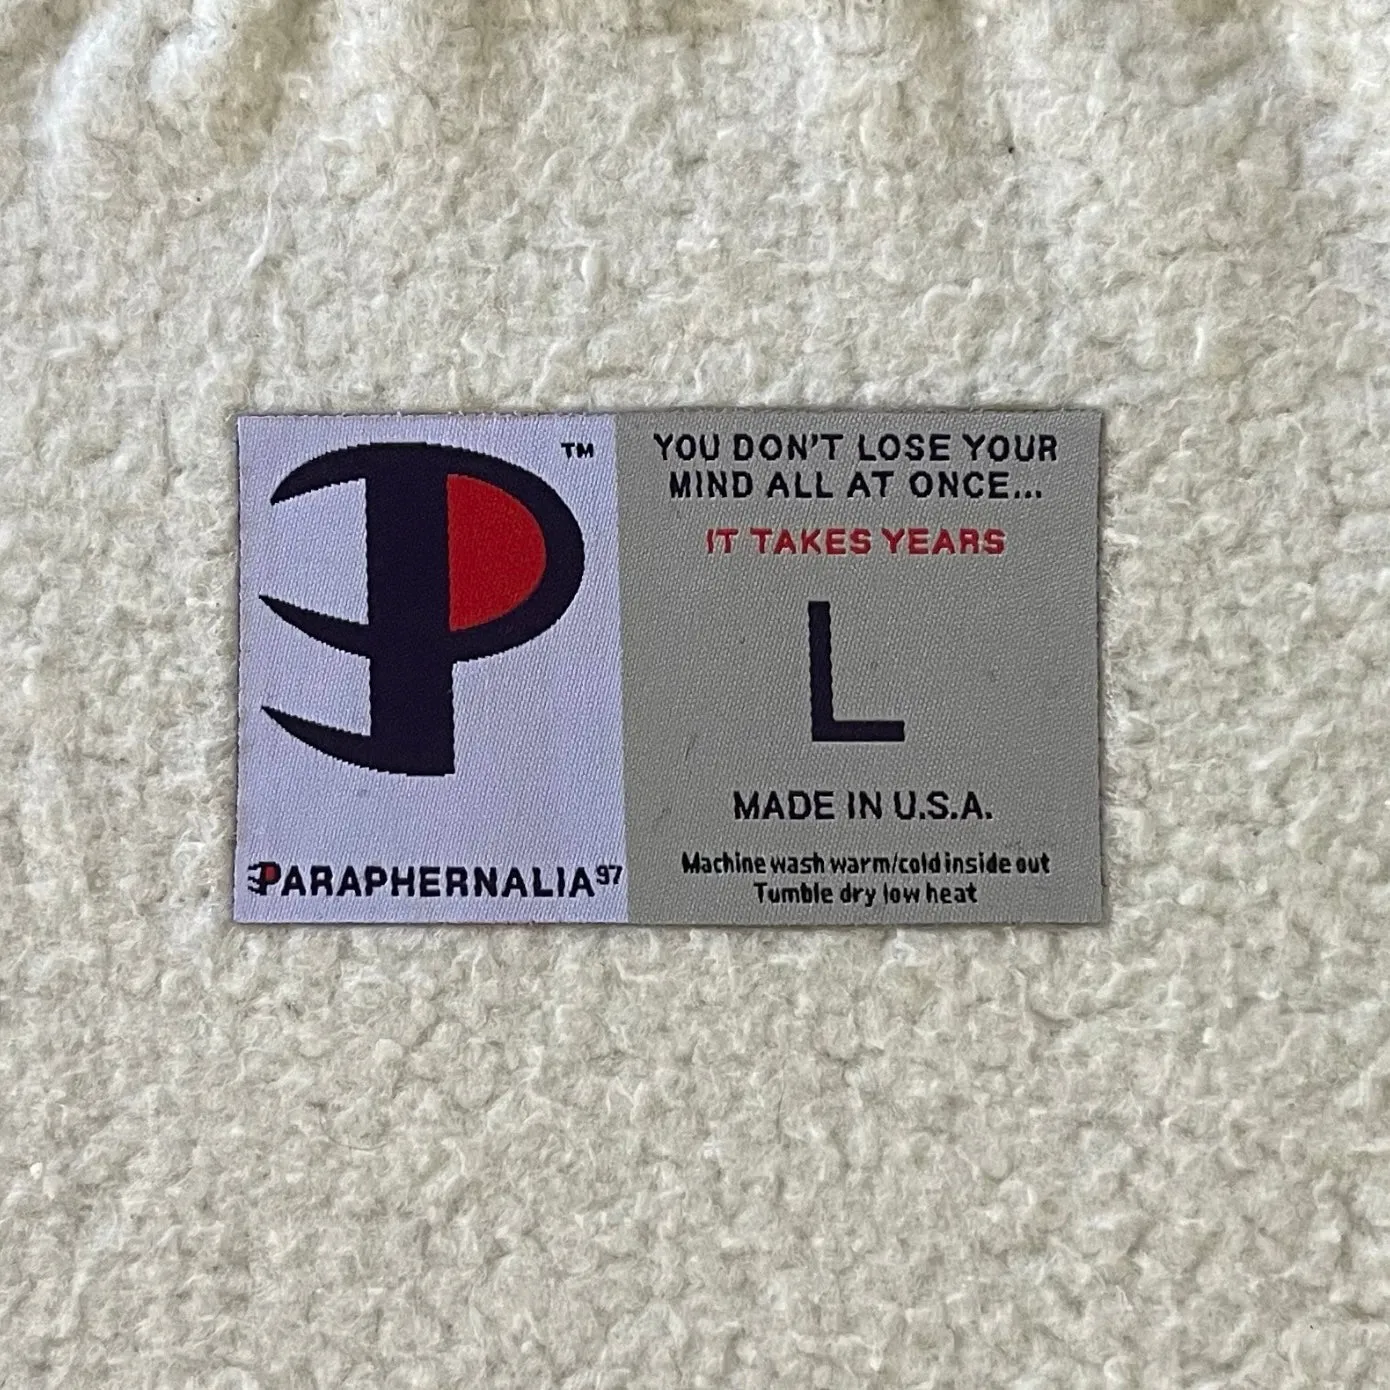 P
™
PARAPHERNALIA97
YOU DON'T LOSE YOUR
MIND ALL AT ONCE...
IT TAKES YEARS
L
MADE IN U.S.A.
Machine wash warm/cold inside out
Tumble dry low heat